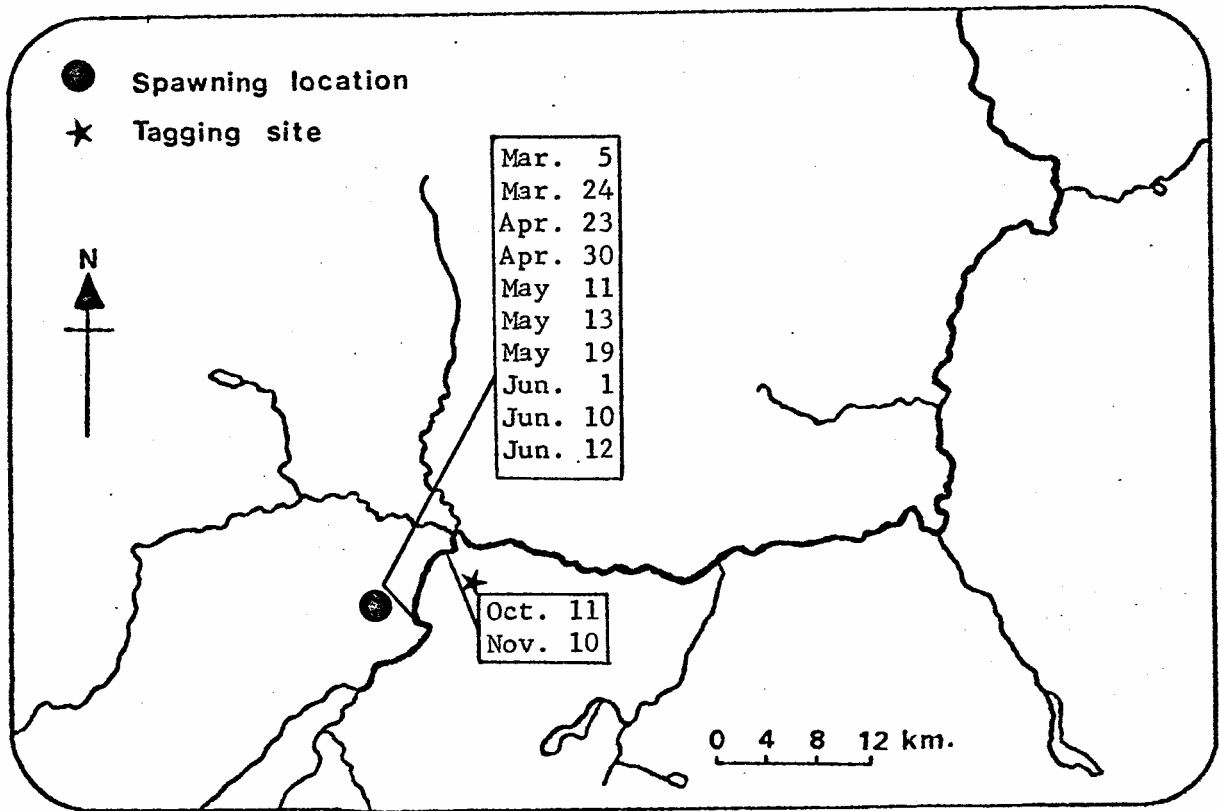 Spawning location
Tagging site
N
Mar. 5
Mar. 24
Apr. 23
Apr. 30
May 11
May 13
May 19
Jun. 1
Jun. 10
Jun. 12
Oct. 11
Nov. 10
0 4 8 12 km.